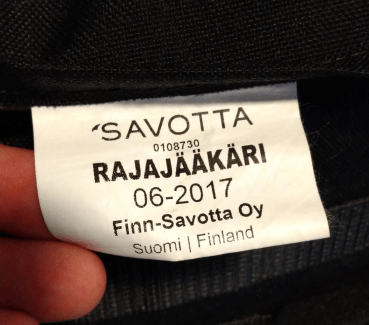 SAVOTTA
0108730
RAJAJÄÄKÄRI
06-2017
Finn-Savotta Oy
Suomi | Finland